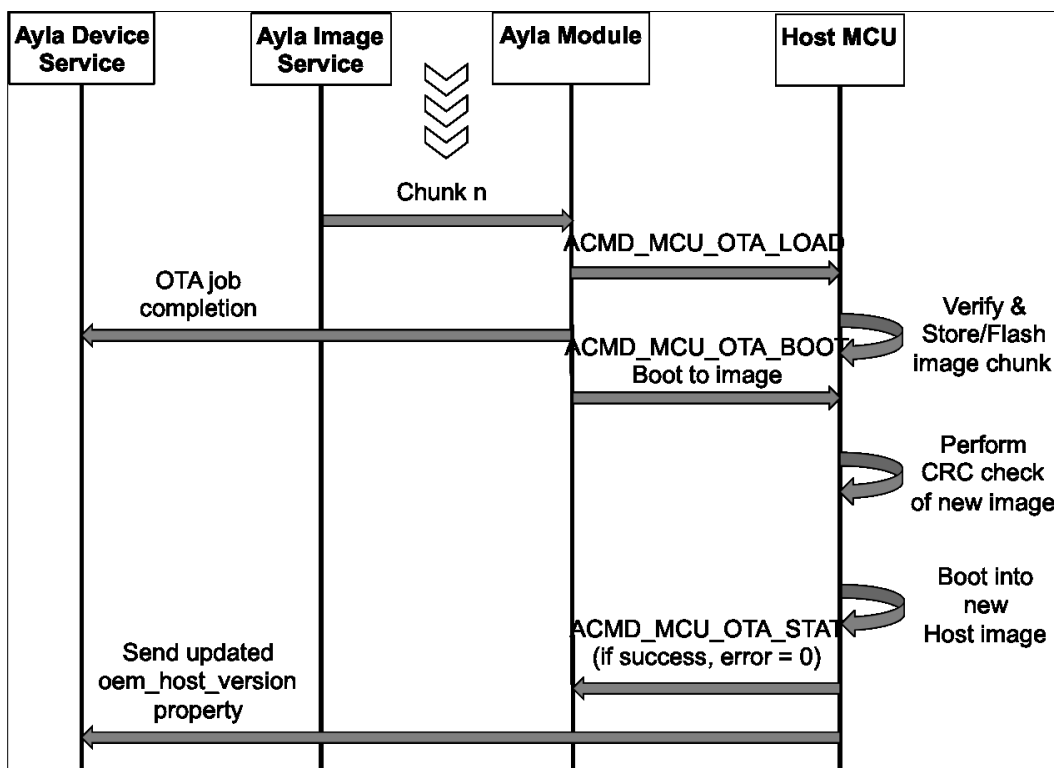 Ayla Device
Service
Ayla Image
Service
Ayla Module
Host MCU
Chunk n
ACMD_MCU_OTA_LOAD
OTA job
completion
Verify &
Store/Flash
image chunk
ACMD_MCU_OTA_BOOT
Boot to image
Perform
CRC check
of new image
Boot into
new
Host image
ACMD_MCU_OTA_STAT
(if success, error = 0)
Send updated
oem_host_version
property